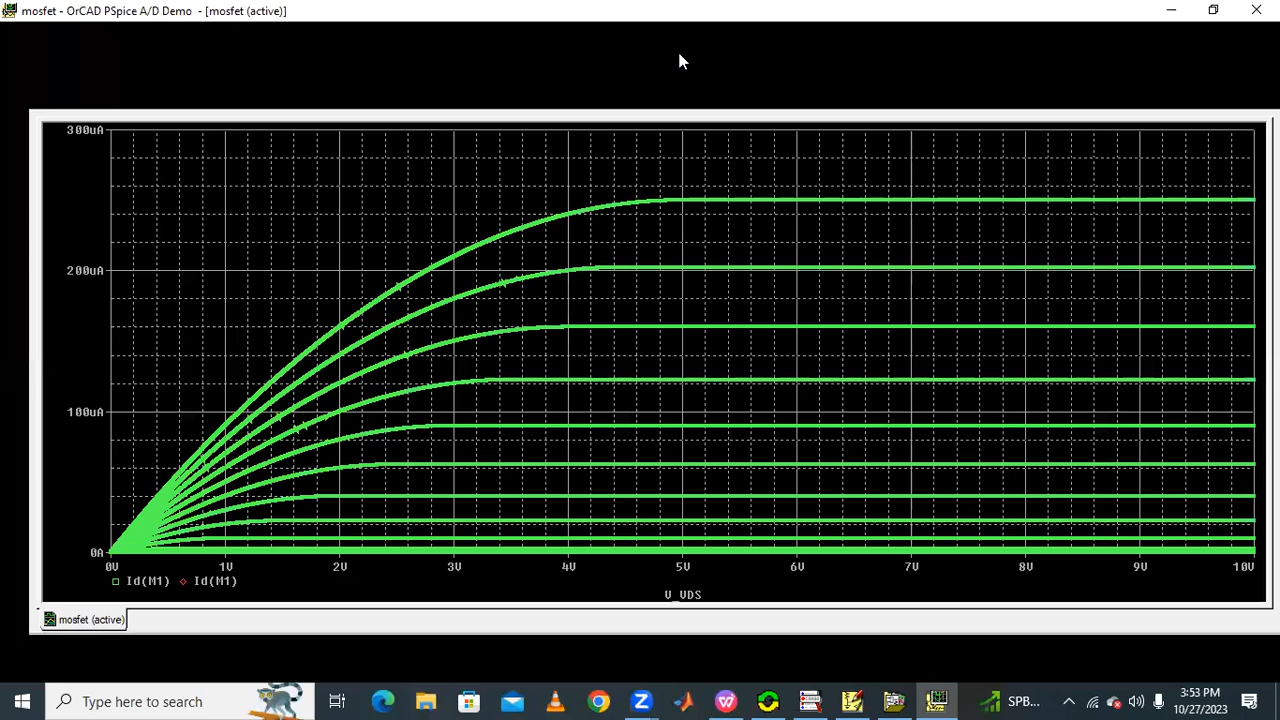 mosfet - OrCAD PSpice A/D Demo - [mosfet (active)]
300uA
200uA
100uA
0A
0V 1V 2V 3V 4V 5V 6V 7V 8V 9V 10V
Id(M1) Id(M1)
V_VDS
mosfet (active)
Type here to search
SPB...
3:53 PM
10/27/2023